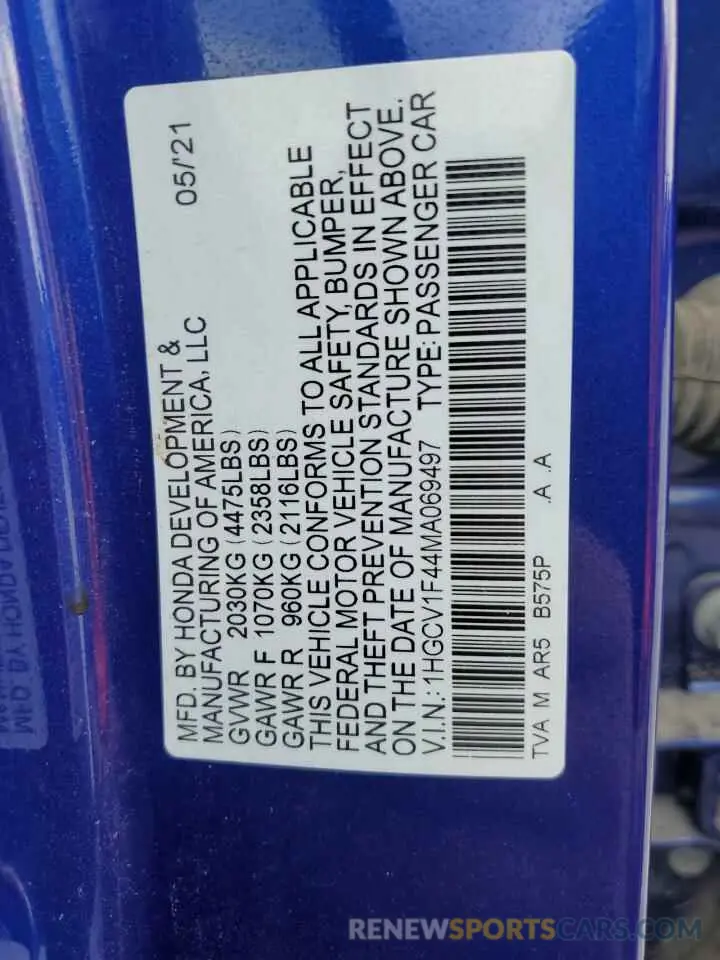 MFD. BY HONDA DEVELOPMENT & 05/'21
MANUFACTURING OF AMERICA, LLC
GVWR 2030KG (4475LBS)
GAWR F 1070KG (2358LBS)
GAWR R 960KG (2116LBS)
THIS VEHICLE CONFORMS TO ALL APPLICABLE
FEDERAL MOTOR VEHICLE SAFETY, BUMPER,
AND THEFT PREVENTION STANDARDS IN EFFECT
ON THE DATE OF MANUFACTURE SHOWN ABOVE.
V.I.N.: 1HGCV1F44MA069497 TYPE: PASSENGER CAR
TVA M AR5 B575P .A .A
RENEWSPORTSCARS.COM